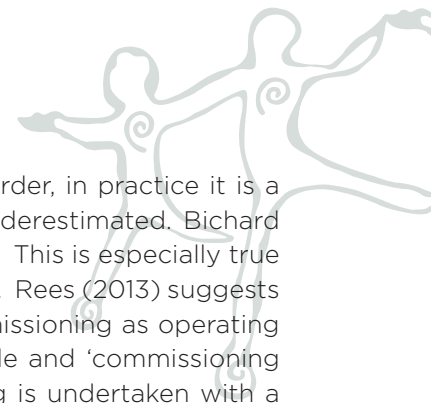 rder, in practice it is a
derestimated. Bichard
This is especially true
Rees (2013) suggests
issioning as operating
le and ‘commissioning
g is undertaken with a